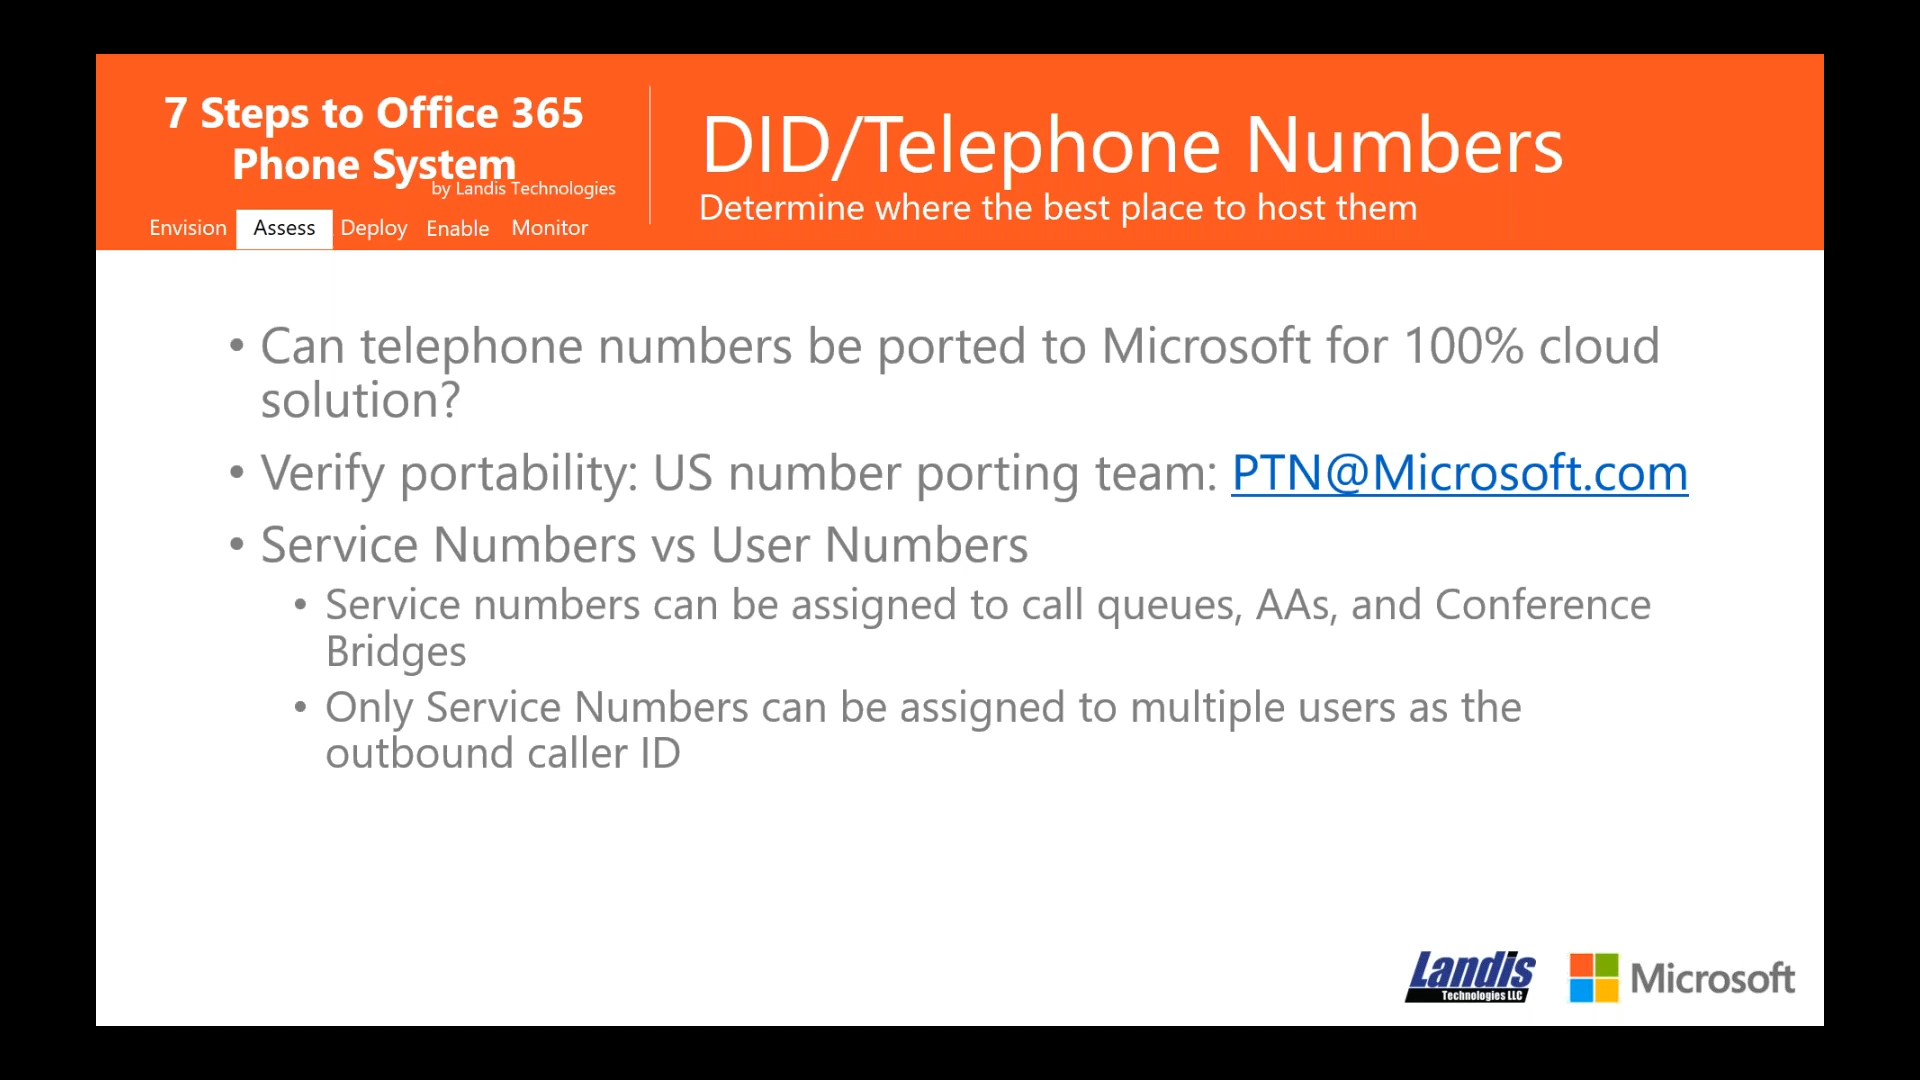 7 Steps to Office 365
Phone System
by Landis Technologies
Envision Assess Deploy Enable Monitor
DID/Telephone Numbers
Determine where the best place to host them
• Can telephone numbers be ported to Microsoft for 100% cloud
solution?
• Verify portability: US number porting team: PTN@Microsoft.com
• Service Numbers vs User Numbers
• Service numbers can be assigned to call queues, AAs, and Conference
Bridges
• Only Service Numbers can be assigned to multiple users as the
outbound caller ID
Landis
Technologies LLC
Microsoft